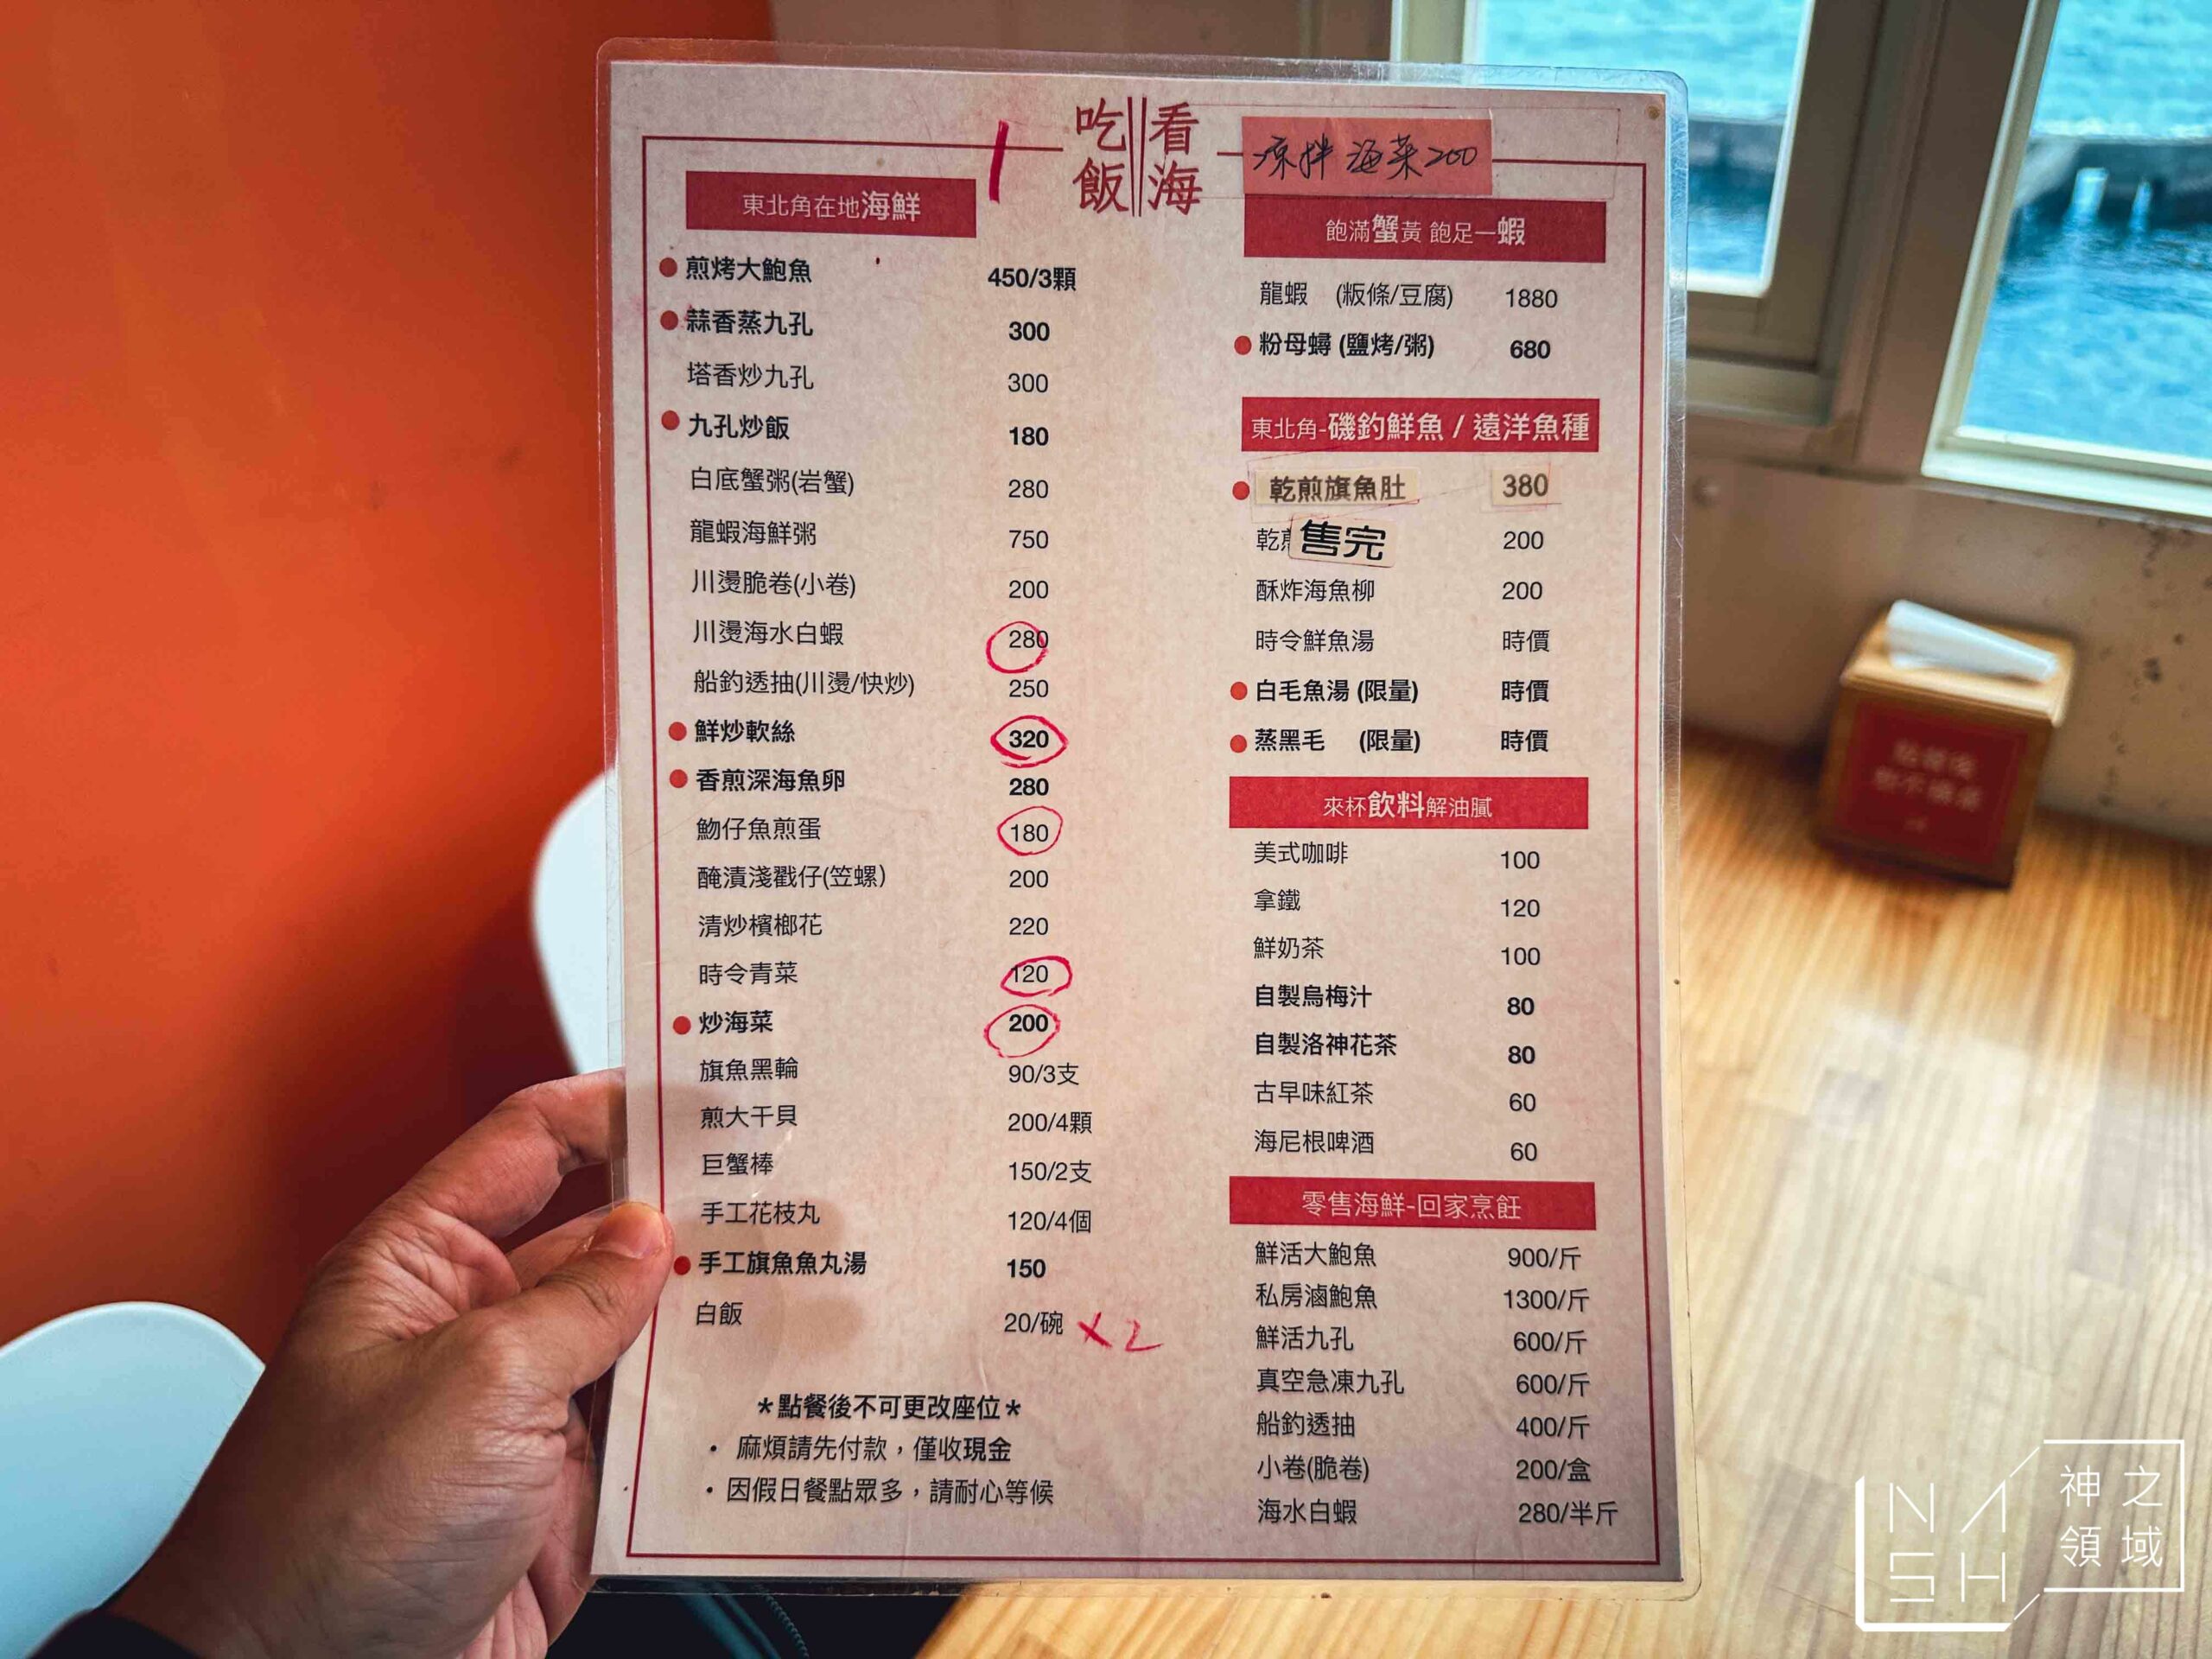 吃飯 看海
涼拌 海菜200
東北角在地海鮮
煎烤大鮑魚 450/3顆
蒜香蒸九孔 300
塔香炒九孔 300
九孔炒飯 180
白底蟹粥(岩蟹) 280
龍蝦海鮮粥 750
川燙脆卷(小卷) 200
川燙海水白蝦 280
船釣透抽(川燙/快炒) 250
鮮炒軟絲 320
香煎深海魚卵 280
魩仔魚煎蛋 180
醃漬淺戳仔(笠螺) 200
清炒檳榔花 220
時令青菜 120
炒海菜 200
旗魚黑輪 90/3支
煎大干貝 200/4顆
巨蟹棒 150/2支
手工花枝丸 120/4個
手工旗魚魚丸湯 150
白飯 20/碗 X2
*點餐後不可更改座位*
• 麻煩請先付款，僅收現金
• 因假日餐點眾多，請耐心等候
飽滿蟹黃 飽足一蝦
龍蝦 (粄條/豆腐) 1880
粉母蟳 (鹽烤/粥) 680
東北角-磯釣鮮魚 / 遠洋魚種
乾煎旗魚肚 380
乾 售完 200
酥炸海魚柳 200
時令鮮魚湯 時價
白毛魚湯 (限量) 時價
蒸黑毛 (限量) 時價
來杯飲料解油膩
美式咖啡 100
拿鐵 120
鮮奶茶 100
自製烏梅汁 80
自製洛神花茶 80
古早味紅茶 60
海尼根啤酒 60
零售海鮮-回家烹飪
鮮活大鮑魚 900/斤
私房滷鮑魚 1300/斤
鮮活九孔 600/斤
真空急凍九孔 600/斤
船釣透抽 400/斤
小卷(脆卷) 200/盒
海水白蝦 280/半斤
NASH
神之領域